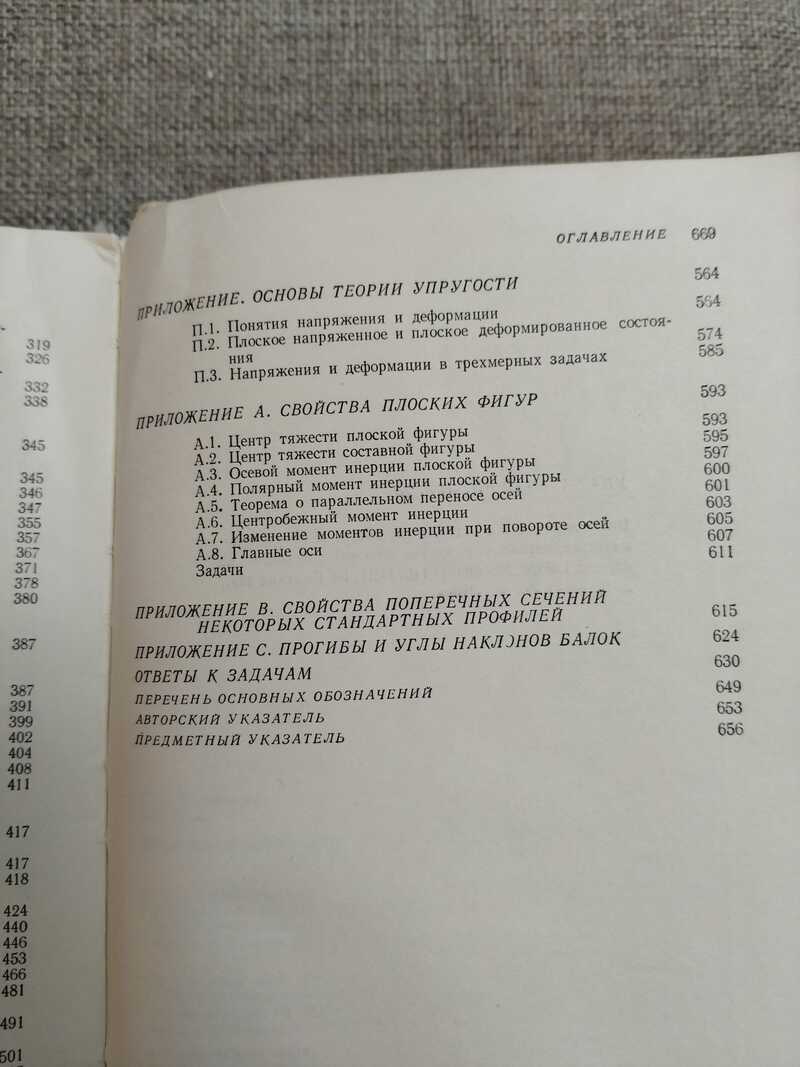 319
326
332
338
345
345
346
347
355
357
367
371
378
380
387
387
391
399
402
404
408
411
417
417
418
424
440
446
453
466
481
491
501
ОГЛАВЛЕНИЕ 669
ПРИЛОЖЕНИЕ. ОСНОВЫ ТЕОРИИ УПРУГОСТИ 564
П.1. Понятия напряжения и деформации 564
П.2. Плоское напряженное и плоское деформированное состоя-
ния 574
П.3. Напряжения и деформации в трехмерных задачах 585
ПРИЛОЖЕНИЕ А. СВОЙСТВА ПЛОСКИХ ФИГУР 593
А.1. Центр тяжести плоской фигуры 593
А.2. Центр тяжести составной фигуры 595
А.3. Осевой момент инерции плоской фигуры 597
А.4. Полярный момент инерции плоской фигуры 600
А.5. Теорема о параллельном переносе осей 601
А.6. Центробежный момент инерции 603
А.7. Изменение моментов инерции при повороте осей 605
А.8. Главные оси 607
Задачи 611
ПРИЛОЖЕНИЕ В. СВОЙСТВА ПОПЕРЕЧНЫХ СЕЧЕНИЙ
НЕКОТОРЫХ СТАНДАРТНЫХ ПРОФИЛЕЙ 615
ПРИЛОЖЕНИЕ С. ПРОГИБЫ И УГЛЫ НАКЛОНОВ БАЛОК 624
ОТВЕТЫ К ЗАДАЧАМ 630
ПЕРЕЧЕНЬ ОСНОВНЫХ ОБОЗНАЧЕНИЙ 649
АВТОРСКИЙ УКАЗАТЕЛЬ 653
ПРЕДМЕТНЫЙ УКАЗАТЕЛЬ 656